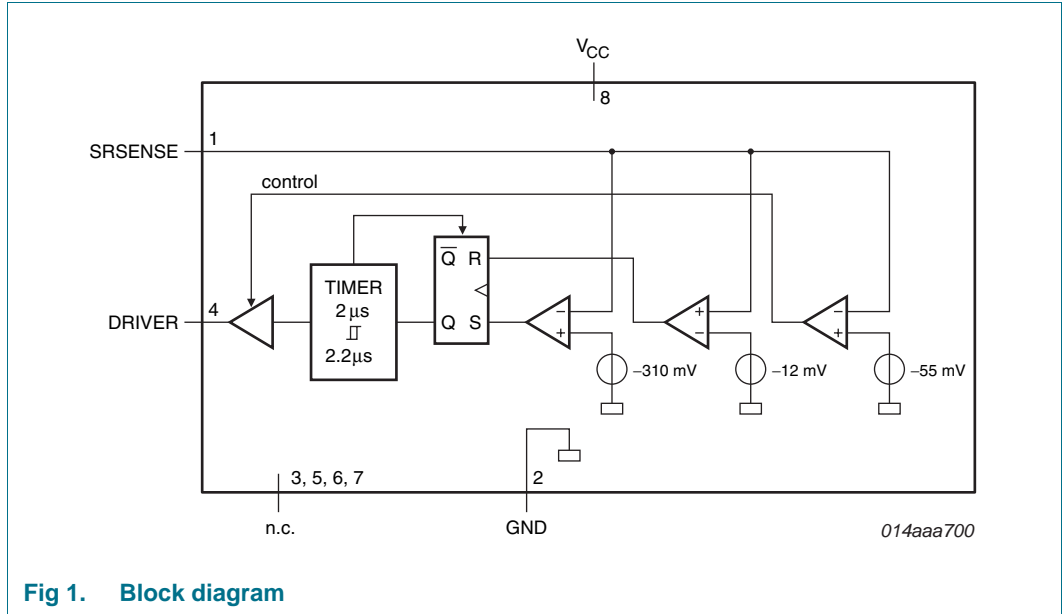 VCC
8
SRSENSE
1
control
Q R
TIMER
2 μs
2.2μs
Q S
DRIVER
4
− + + − − +
−310 mV
−12 mV
−55 mV
3, 5, 6, 7
n.c.
2
GND
014aaa700
Fig 1. Block diagram